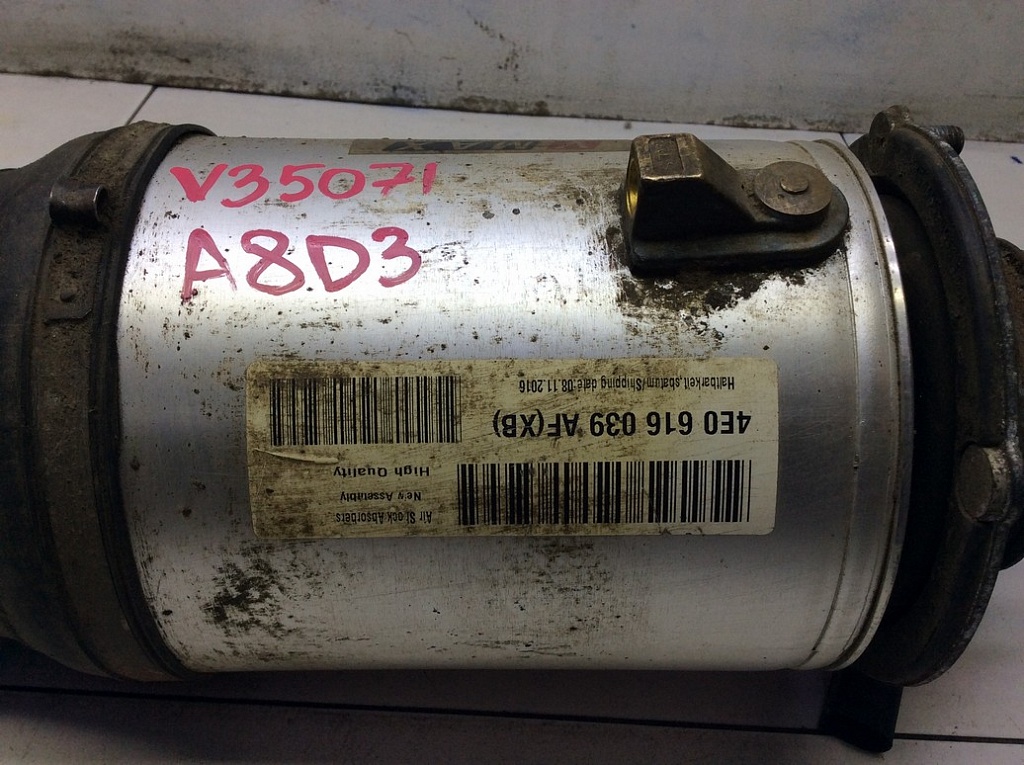 V35071
A8D3
Air Shock Absorbers
New Assembly
High Quality
4E0 616 039 AF(XB)
Haltbarkeit,sbatum/Shipping date:08.11.2016